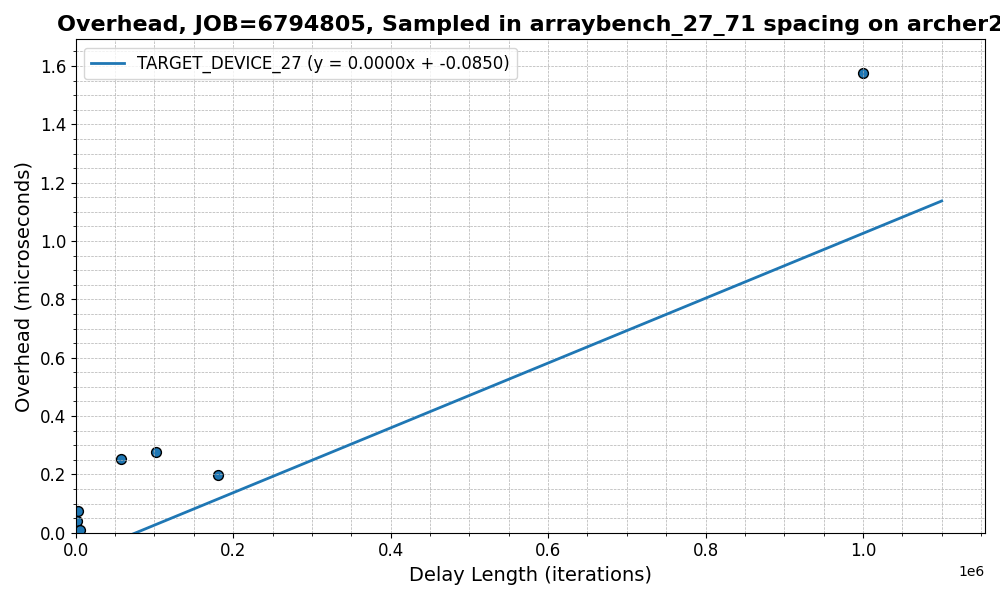 Overhead, JOB=6794805, Sampled in arraybench_27_71 spacing on archer2
TARGET_DEVICE_27 (y = 0.0000x + -0.0850)
Overhead (microseconds)
1.6
1.4
1.2
1.0
0.8
0.6
0.4
0.2
0.0
0.0 0.2 0.4 0.6 0.8 1.0
1e6
Delay Length (iterations)